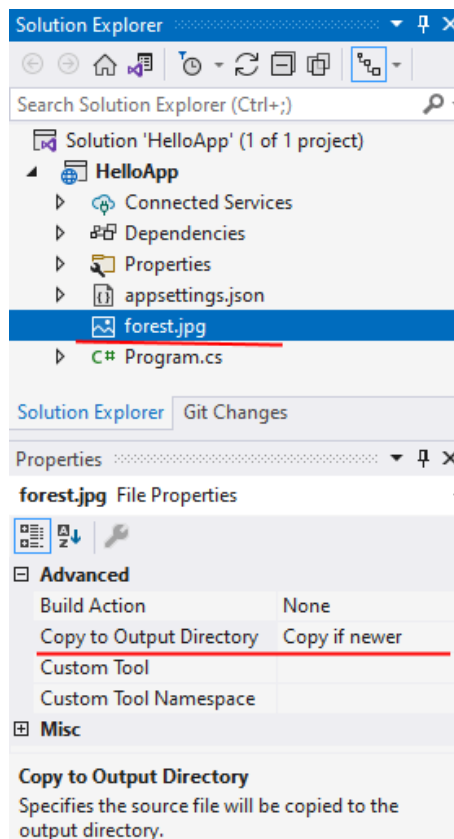 Solution Explorer
Search Solution Explorer (Ctrl+;)
Solution 'HelloApp' (1 of 1 project)
HelloApp
Connected Services
Dependencies
Properties
appsettings.json
forest.jpg
C# Program.cs
Solution Explorer Git Changes
Properties
forest.jpg File Properties
Advanced
Build Action None
Copy to Output Directory Copy if newer
Custom Tool
Custom Tool Namespace
Misc
Copy to Output Directory
Specifies the source file will be copied to the
output directory.